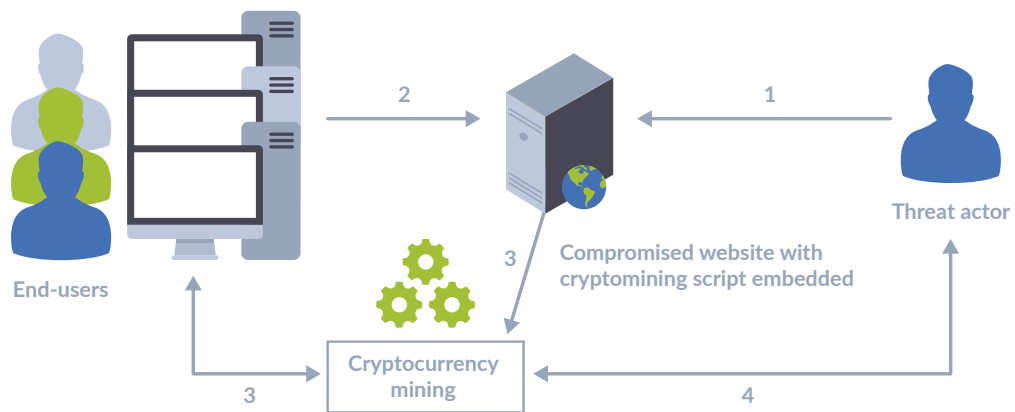 2
1
Threat actor
3
Compromised website with
cryptomining script embedded
End-users
Cryptocurrency
mining
3
4